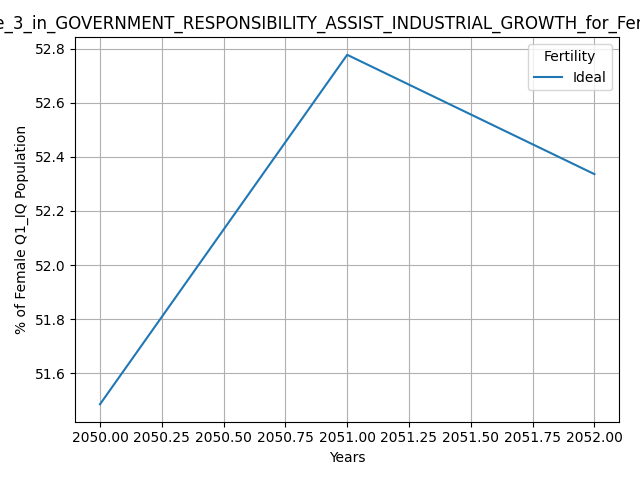 e_3_in_GOVERNMENT_RESPONSIBILITY_ASSIST_INDUSTRIAL_GROWTH_for_Fer
Fertility
Ideal
% of Female Q1_IQ Population
52.8
52.6
52.4
52.2
52.0
51.8
51.6
2050.00 2050.25 2050.50 2050.75 2051.00 2051.25 2051.50 2051.75 2052.00
Years